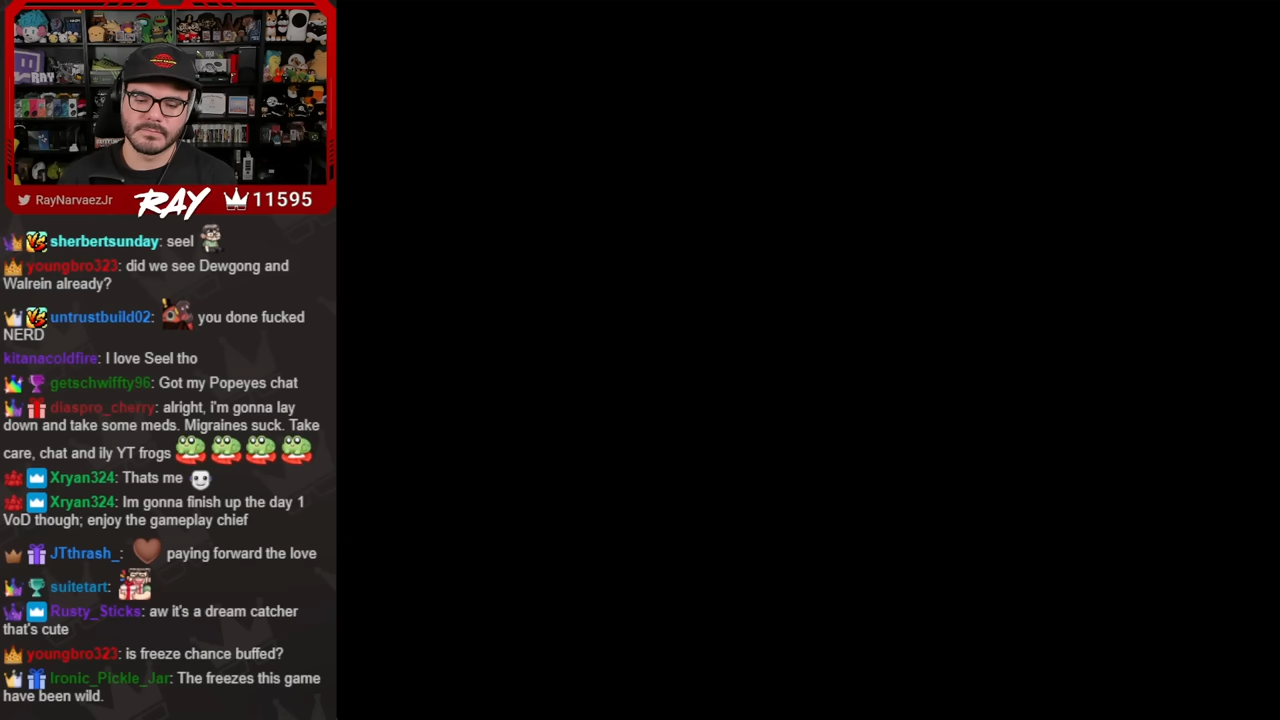 RayNarvaezJr RAY 11595
sherbertsunday: seel
youngbro323: did we see Dewgong and
Walrein already?
untrustbuild02: you done fucked
NERD
kitanacoldfire: I love Seel tho
getschwiffty96: Got my Popeyes chat
diaspro_cherry: alright, i'm gonna lay
down and take some meds. Migraines suck. Take
care, chat and ily YT frogs
Xryan324: Thats me
Xryan324: Im gonna finish up the day 1
VoD though; enjoy the gameplay chief
JTthrash_: paying forward the love
suitetart:
Rusty_Sticks: aw it's a dream catcher
that's cute
youngbro323: is freeze chance buffed?
Ironic_Pickle_Jar: The freezes this game
have been wild.